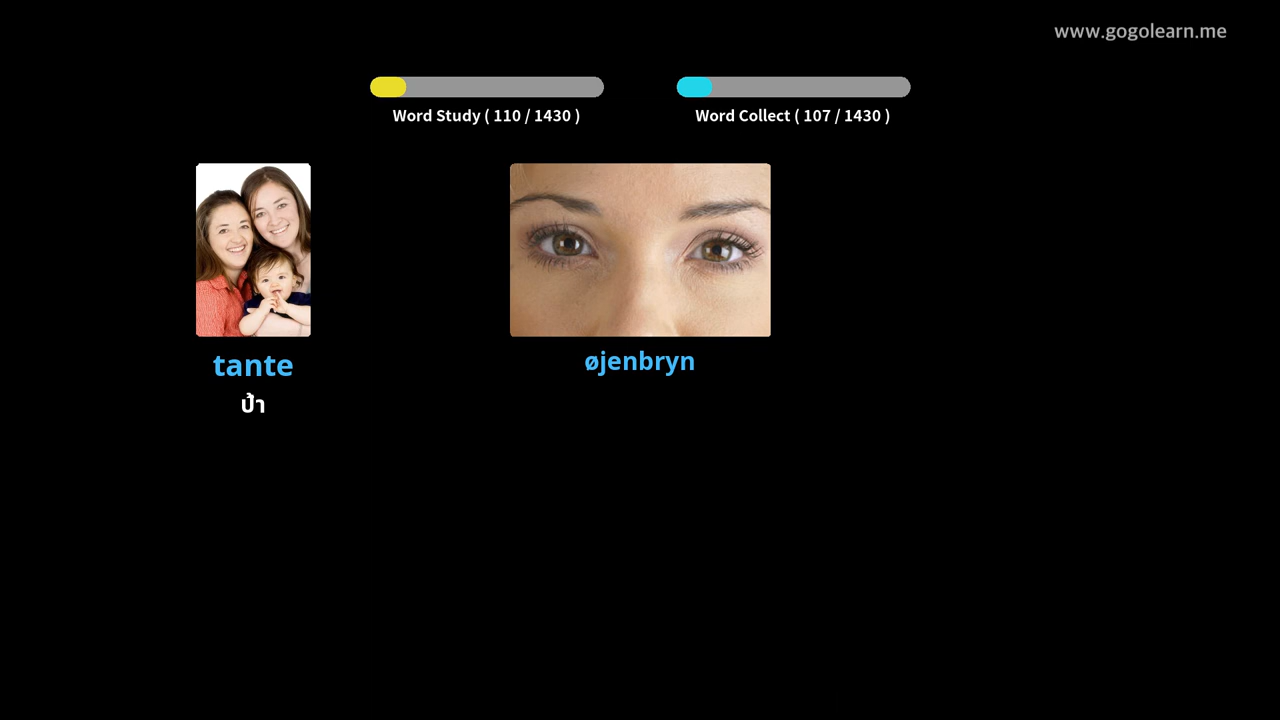 www.gogolearn.me
Word Study ( 110 / 1430 )
Word Collect ( 107 / 1430 )
tante
ป้า
øjenbryn